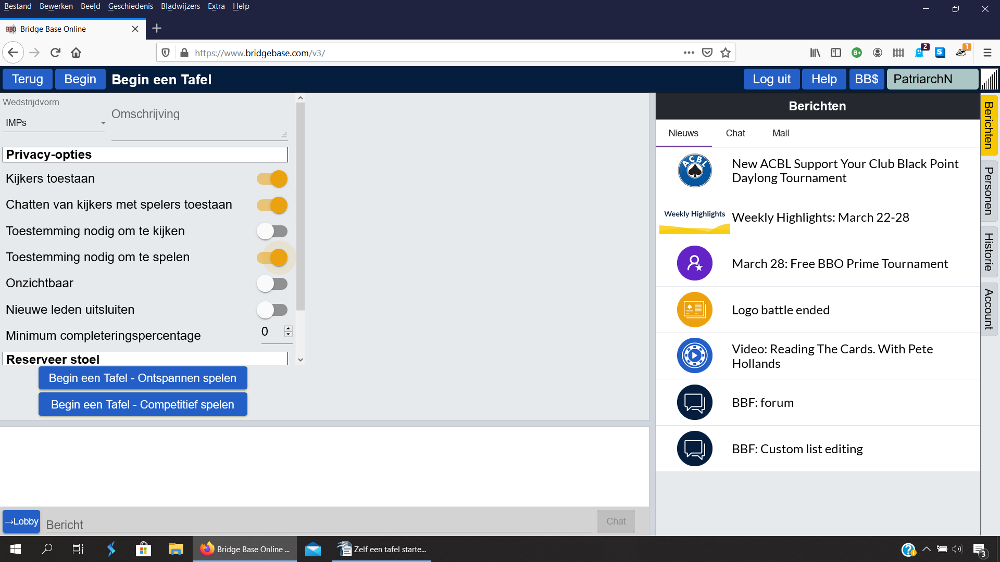 Bestand Bewerken Beeld Geschiedenis Bladwijzers Extra Help
BBO Bridge Base Online
https://www.bridgebase.com/v3/
B+
2
S
1
Terug Begin Begin een Tafel
Log uit Help BB$ PatriarchN
Wedstrijdvorm
IMPs
Omschrijving
Privacy-opties
Kijkers toestaan
Chatten van kijkers met spelers toestaan
Toestemming nodig om te kijken
Toestemming nodig om te spelen
Onzichtbaar
Nieuwe leden uitsluiten
Minimum completeringspercentage 0
Reserveer stoel
Begin een Tafel - Ontspannen spelen
Begin een Tafel - Competitief spelen
→Lobby Bericht Chat
Berichten
Nieuws Chat Mail
ACBL
New ACBL Support Your Club Black Point
Daylong Tournament
Weekly Highlights
Weekly Highlights: March 22-28
March 28: Free BBO Prime Tournament
Logo battle ended
Video: Reading The Cards. With Pete
Hollands
BBF: forum
BBF: Custom list editing
Berichten
Personen
Historie
Account
Bridge Base Online ...
Zelf een tafel starte...
3